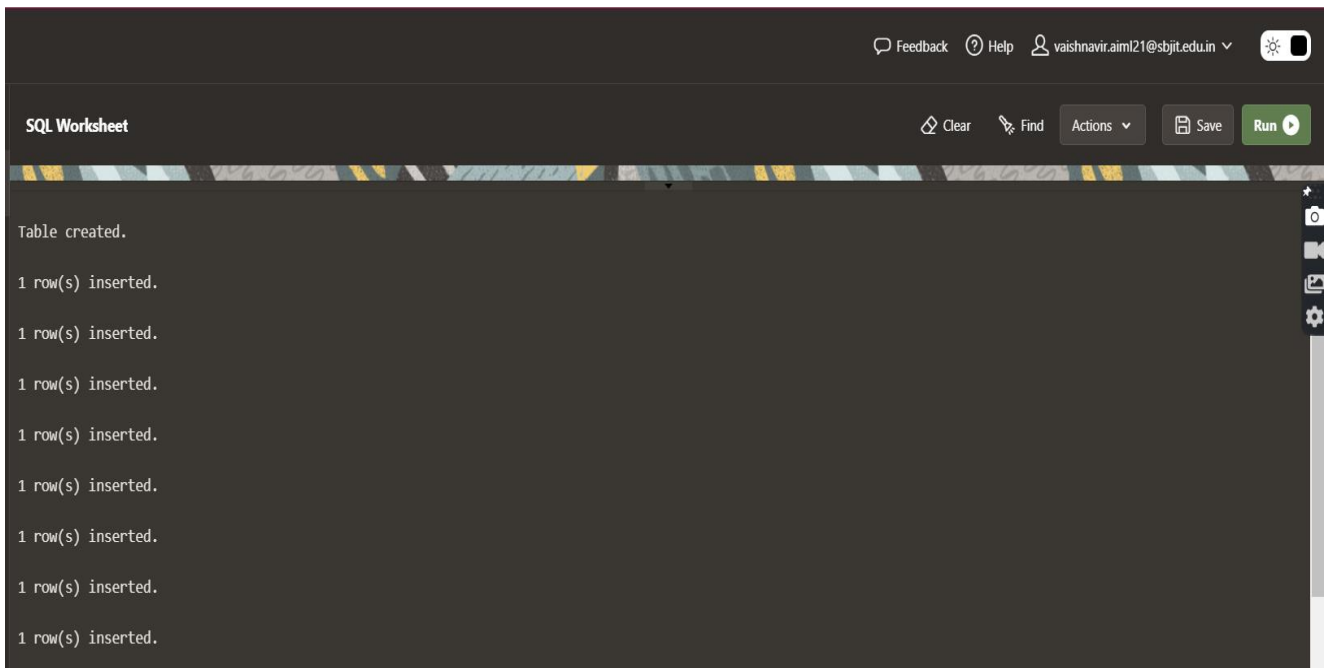 Feedback Help vaishnavir.aiml21@sbjit.edu.in
SQL Worksheet Clear Find Actions Save Run
Table created.
1 row(s) inserted.
1 row(s) inserted.
1 row(s) inserted.
1 row(s) inserted.
1 row(s) inserted.
1 row(s) inserted.
1 row(s) inserted.
1 row(s) inserted.